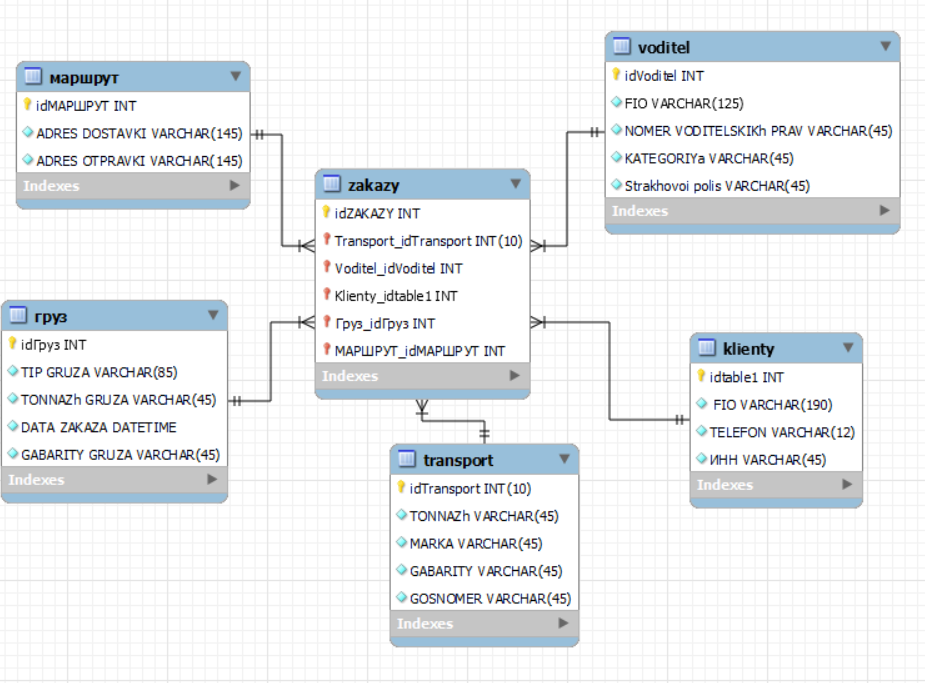 маршрут
idМАРШРУТ INT
ADRES DOSTAVKI VARCHAR(145)
ADRES OTPRAVKI VARCHAR(145)
Indexes
voditel
idVoditel INT
FIO VARCHAR(125)
NOMER VODITELSKIKh PRAV VARCHAR(45)
KATEGORIYa VARCHAR(45)
Strakhovoi polis VARCHAR(45)
Indexes
zakazy
idZAKAZY INT
Transport_idTransport INT(10)
Voditel_idVoditel INT
Klienty_idtable1 INT
Груз_idГруз INT
МАРШРУТ_idМАРШРУТ INT
Indexes
груз
idГруз INT
TIP GRUZA VARCHAR(85)
TONNAZh GRUZA VARCHAR(45)
DATA ZAKAZA DATETIME
GABARITY GRUZA VARCHAR(45)
Indexes
klienty
idtable1 INT
FIO VARCHAR(190)
TELEFON VARCHAR(12)
ИНН VARCHAR(45)
Indexes
transport
idTransport INT(10)
TONNAZh VARCHAR(45)
MARKA VARCHAR(45)
GABARITY VARCHAR(45)
GOSNOMER VARCHAR(45)
Indexes